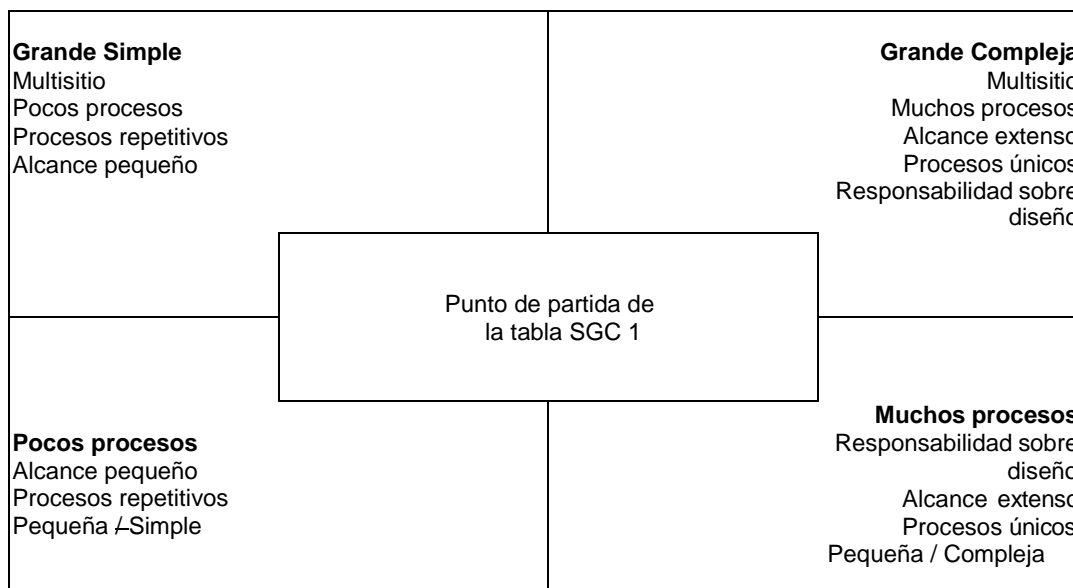 Grande Simple
Multisitio
Pocos procesos
Procesos repetitivos
Alcance pequeño
Grande Compleja
Multisitio
Muchos procesos
Alcance extenso
Procesos únicos
Responsabilidad sobre
diseño
Punto de partida de
la tabla SGC 1
Pocos procesos
Alcance pequeño
Procesos repetitivos
Pequeña / Simple
Muchos procesos
Responsabilidad sobre
diseño
Alcance extenso
Procesos únicos
Pequeña / Compleja